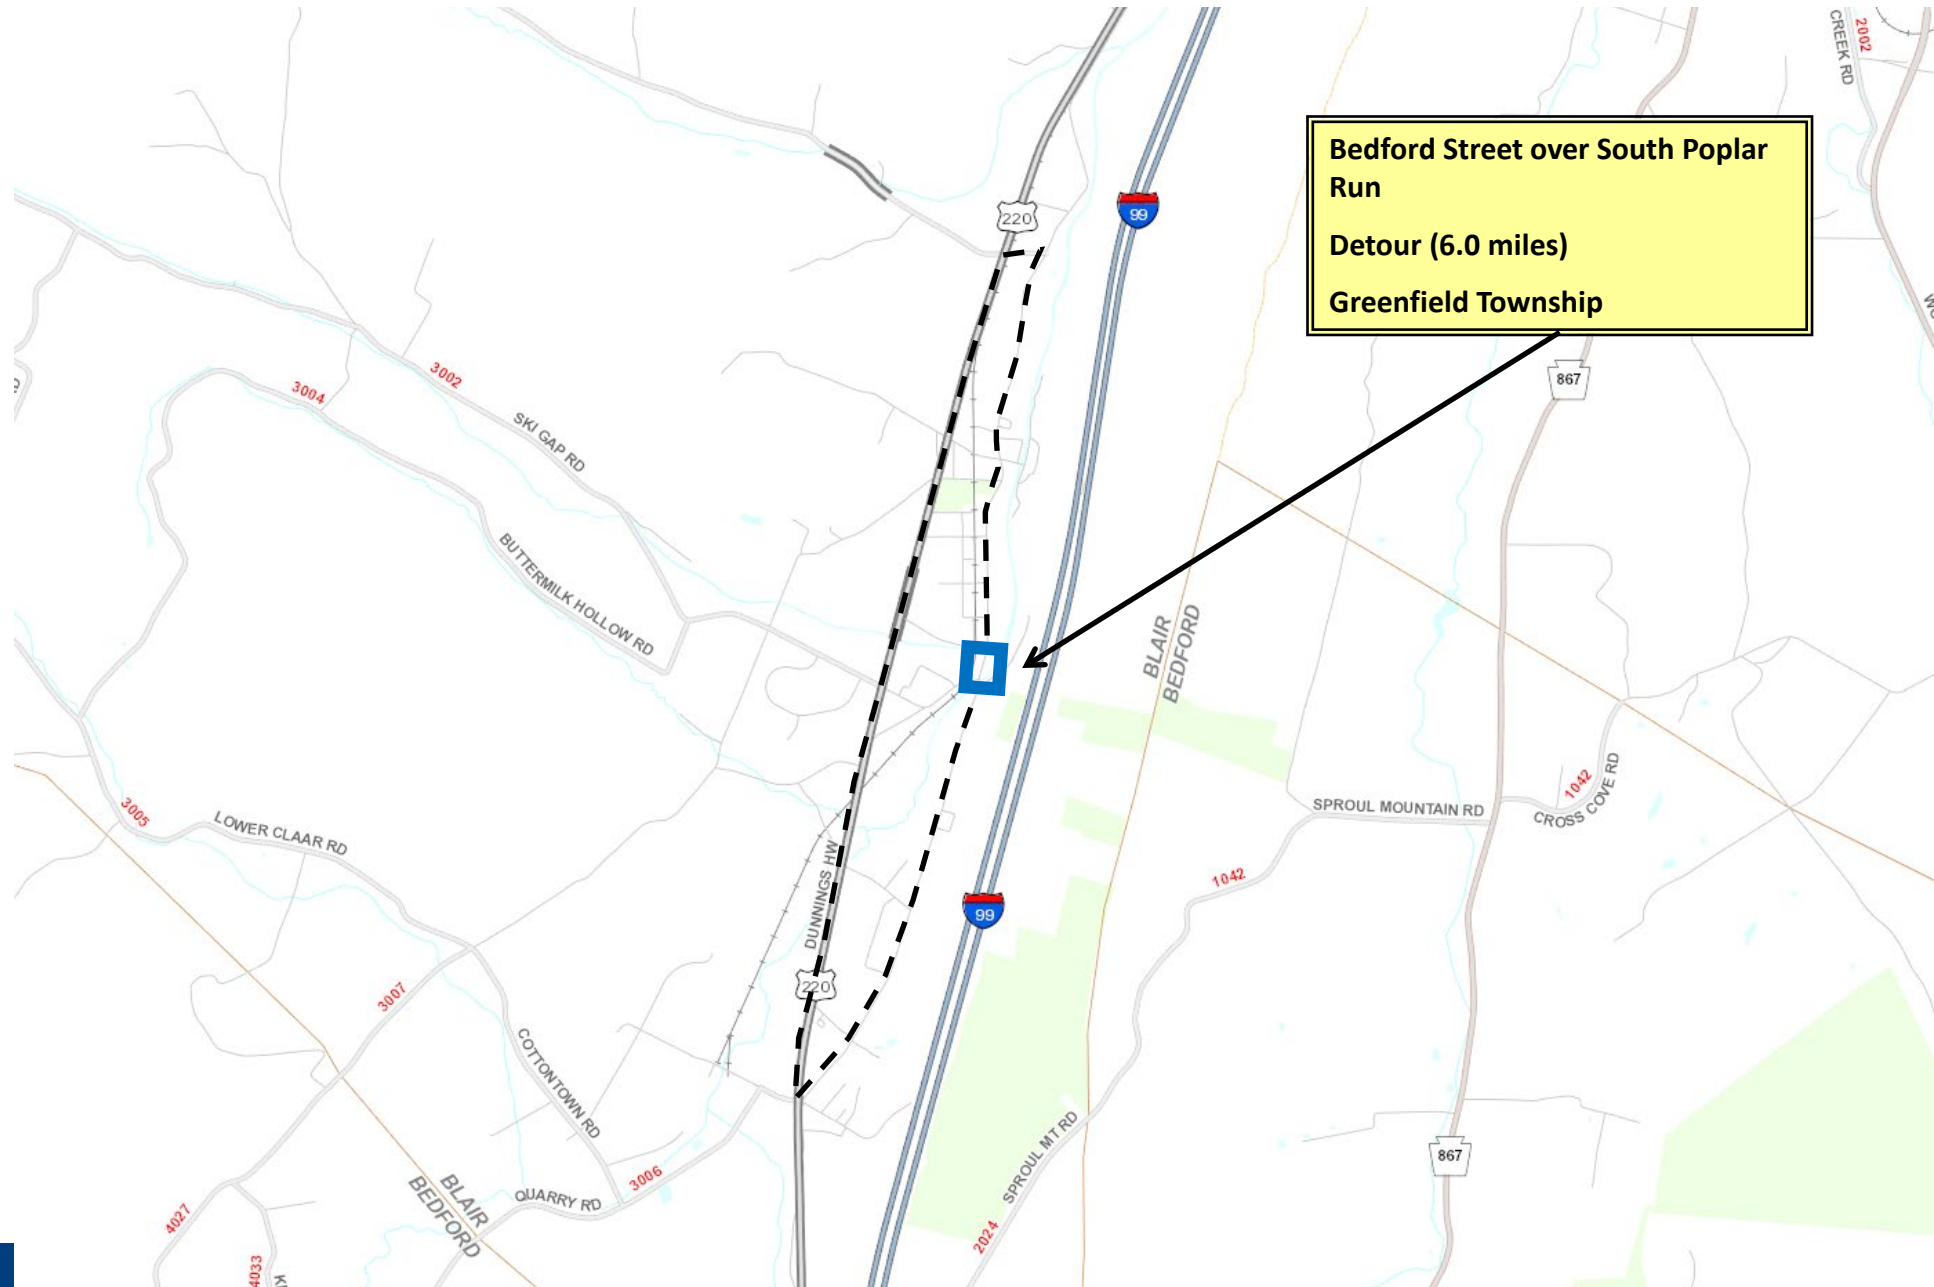 CREEK RD
2002
Bedford Street over South Poplar
Run
Detour (6.0 miles)
Greenfield Township
220
99
867
3002
3004
SKI GAP RD
BUTTERMILK HOLLOW RD
BLAIR
BEDFORD
3005
LOWER CLAAR RD
DUNNINGS HW
SPROUL MOUNTAIN RD
1042
CROSS COVE RD
1042
99
220
3007
COTTONTOWN RD
SPROUL MT RD
867
3006
QUARRY RD
BLAIR
BEDFORD
4027
4033
2024